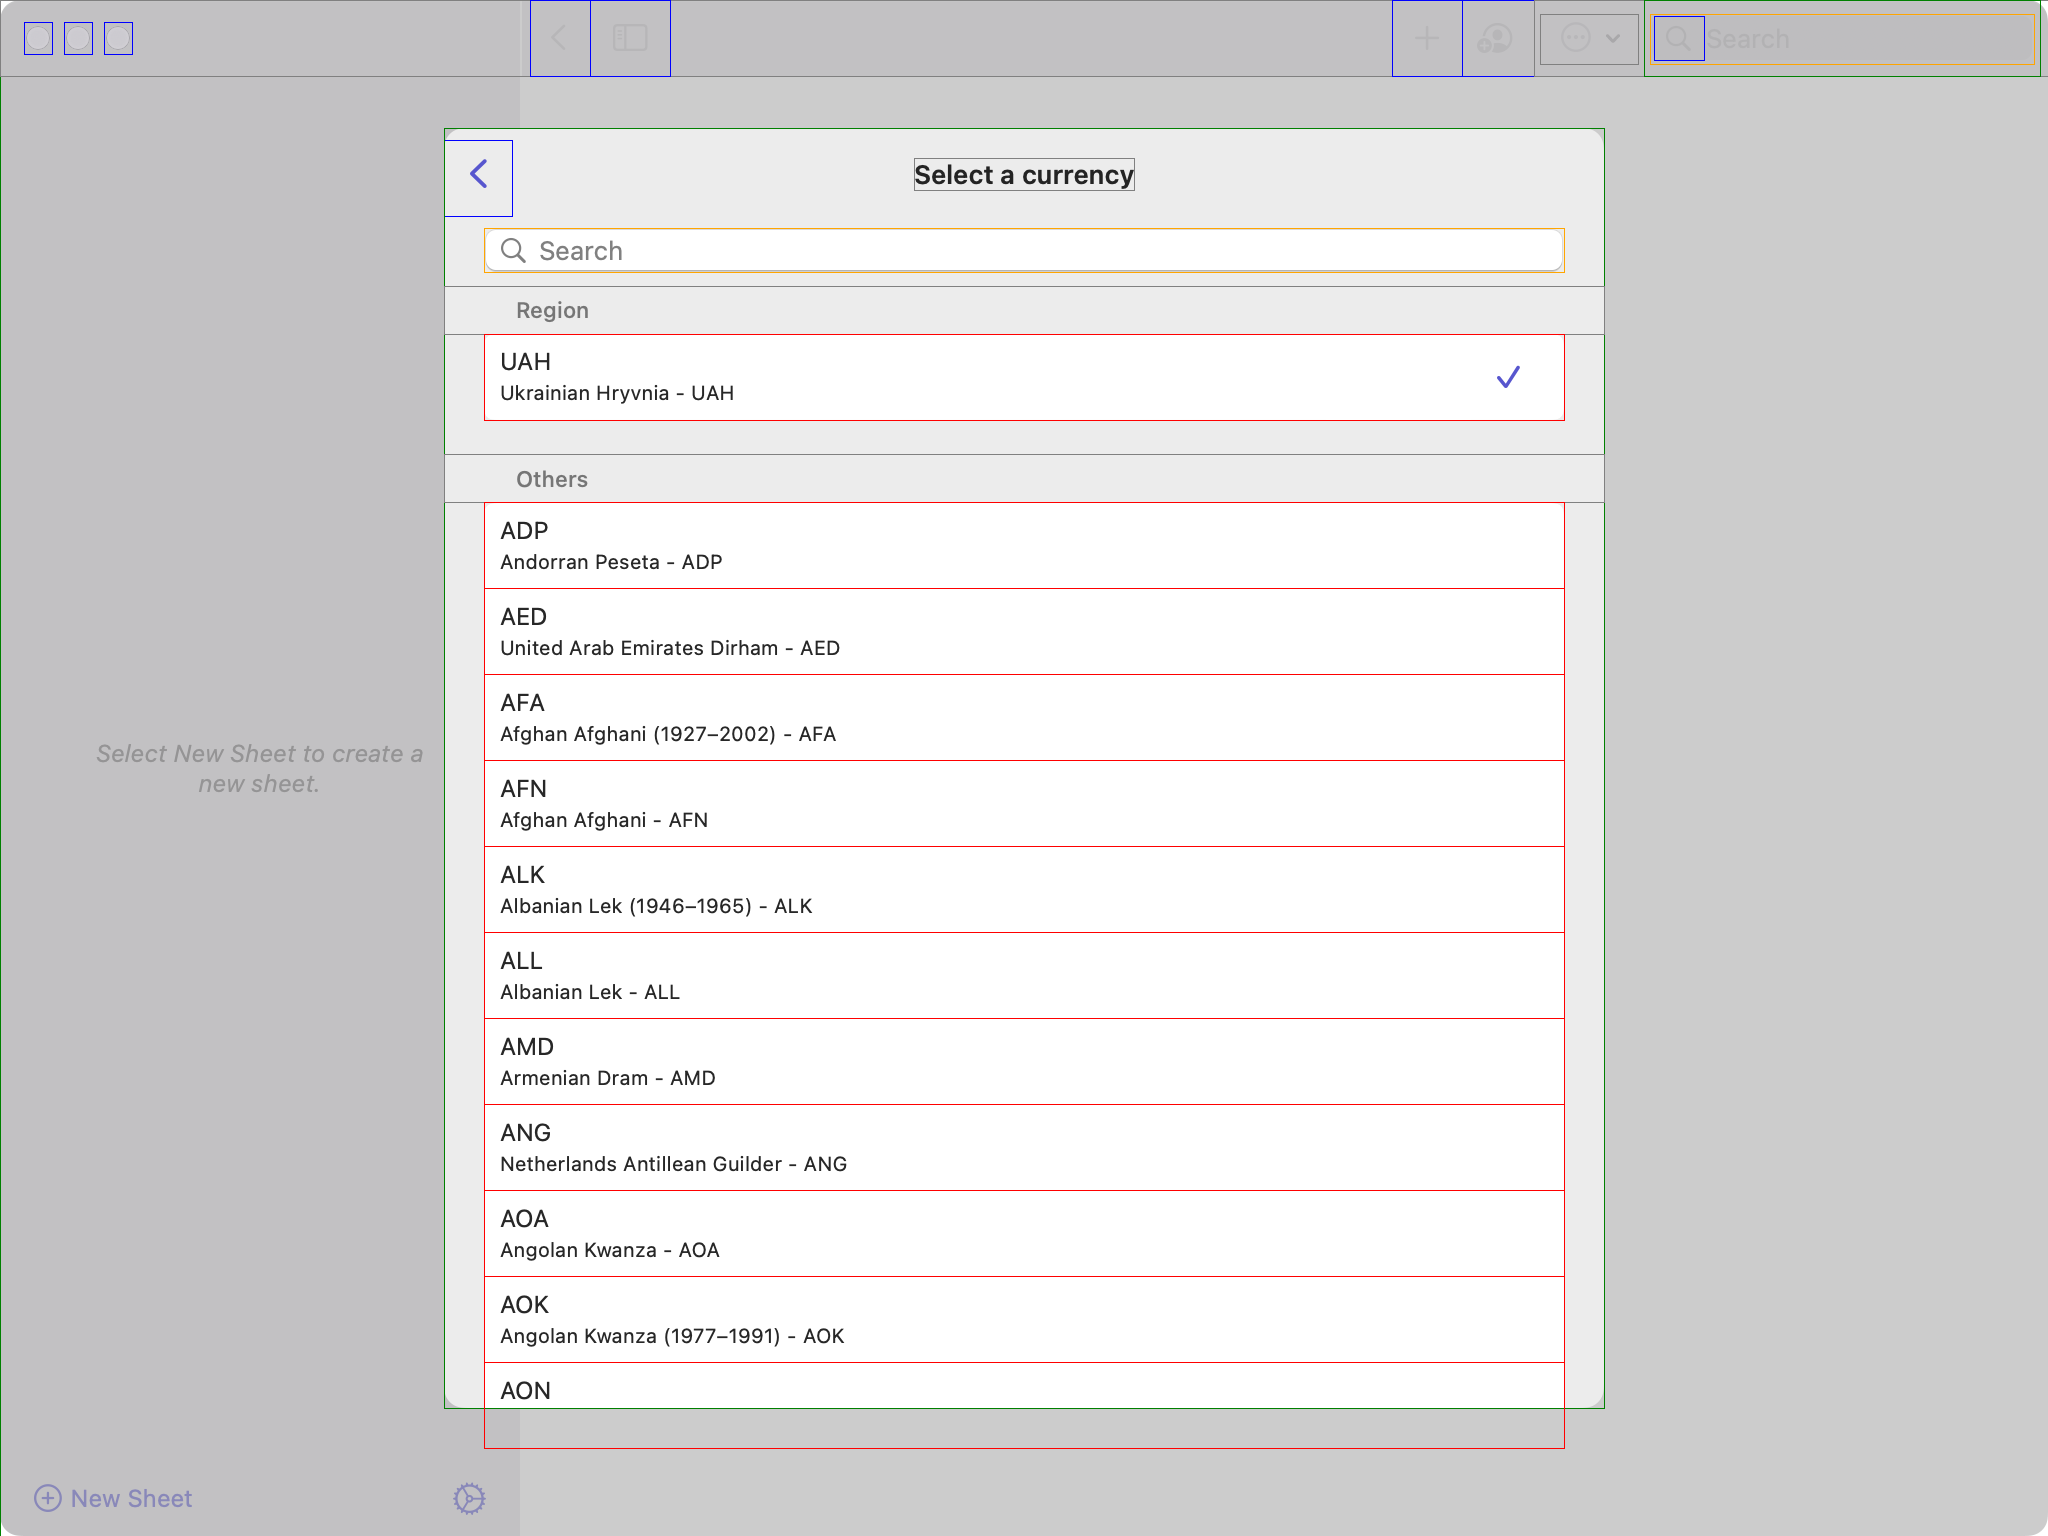 Search
Select a currency
Search
Region
UAH
Ukrainian Hryvnia - UAH
Others
ADP
Andorran Peseta - ADP
AED
United Arab Emirates Dirham - AED
AFA
Afghan Afghani (1927–2002) - AFA
AFN
Afghan Afghani - AFN
ALK
Albanian Lek (1946–1965) - ALK
ALL
Albanian Lek - ALL
AMD
Armenian Dram - AMD
ANG
Netherlands Antillean Guilder - ANG
AOA
Angolan Kwanza - AOA
AOK
Angolan Kwanza (1977–1991) - AOK
AON
Select New Sheet to create a
new sheet.
New Sheet